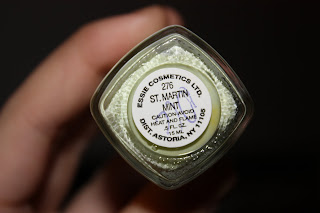 ESSIE COSMETICS LTD.
276
ST. MARTIN
MINT
CAUTION: AVOID
HEAT AND FLAME
.5 FL. OZ.
15 ML
DIST. ASTORIA, NY 11105